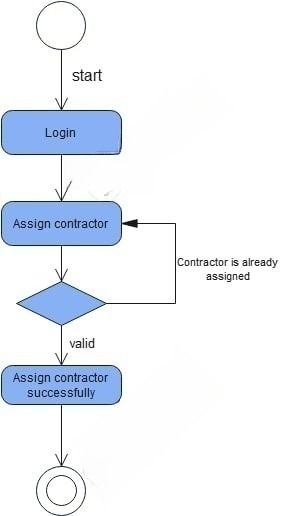 start
Login
Assign contractor
Contractor is already
assigned
valid
Assign contractor
successfully